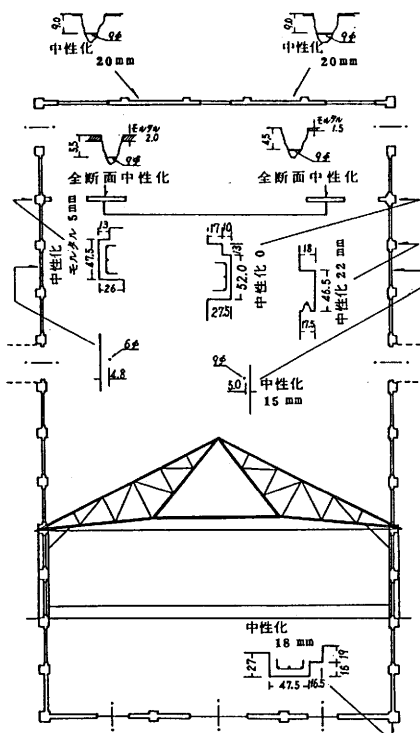 9.0
9φ
中性化
20mm
9.0
9φ
中性化
20mm
モルタル
2.0
5.5
9φ
全断面中性化
モルタル
1.5
4.5
9φ
全断面中性化
13
47.5
26
モルタル 5mm
中性化
17 10
13
52.0
27.5
中性化 0
18
46.5
17.5
中性化 22 mm
6φ
4.8
9φ
5.0
中性化
15 mm
中性化
18 mm
27
47.5
16.5
19
16